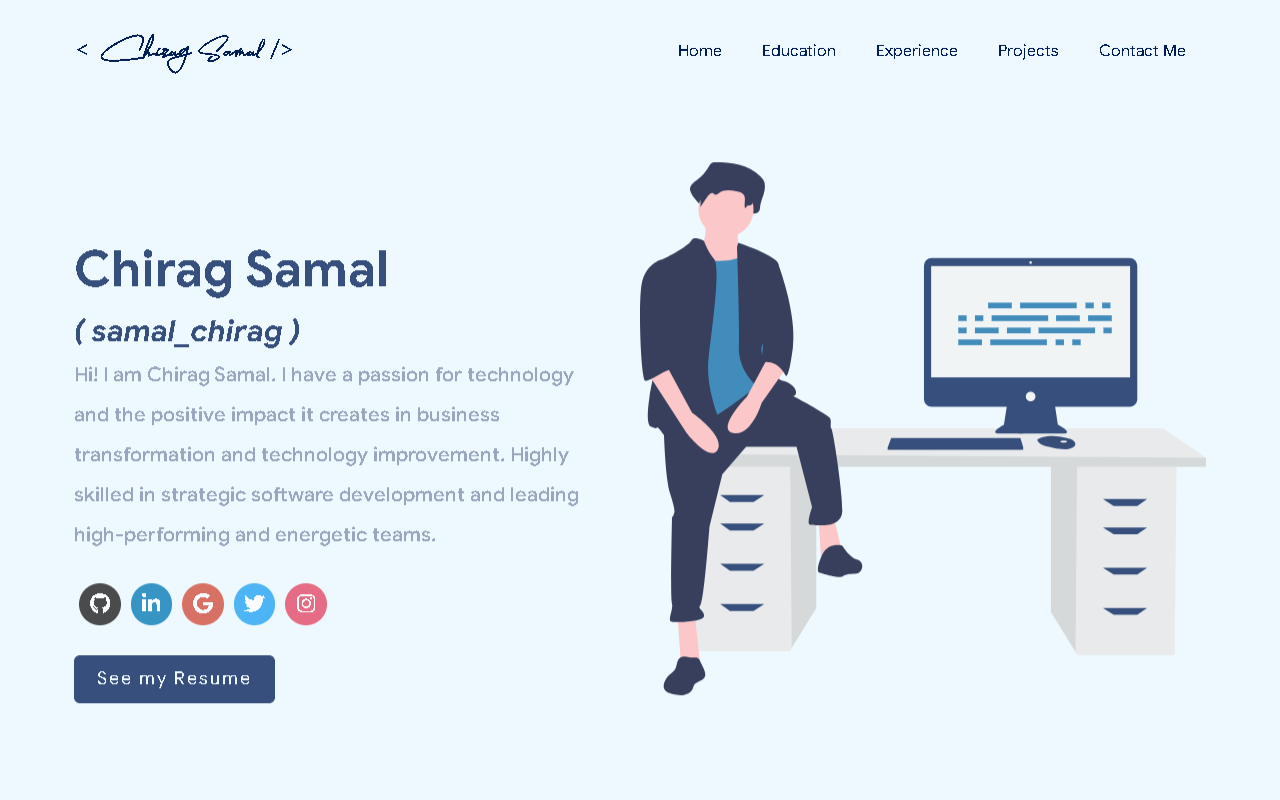 < Chirag Samal />
Home Education Experience Projects Contact Me
Chirag Samal
( samal_chirag )
Hi! I am Chirag Samal. I have a passion for technology
and the positive impact it creates in business
transformation and technology improvement. Highly
skilled in strategic software development and leading
high-performing and energetic teams.
in G
See my Resume